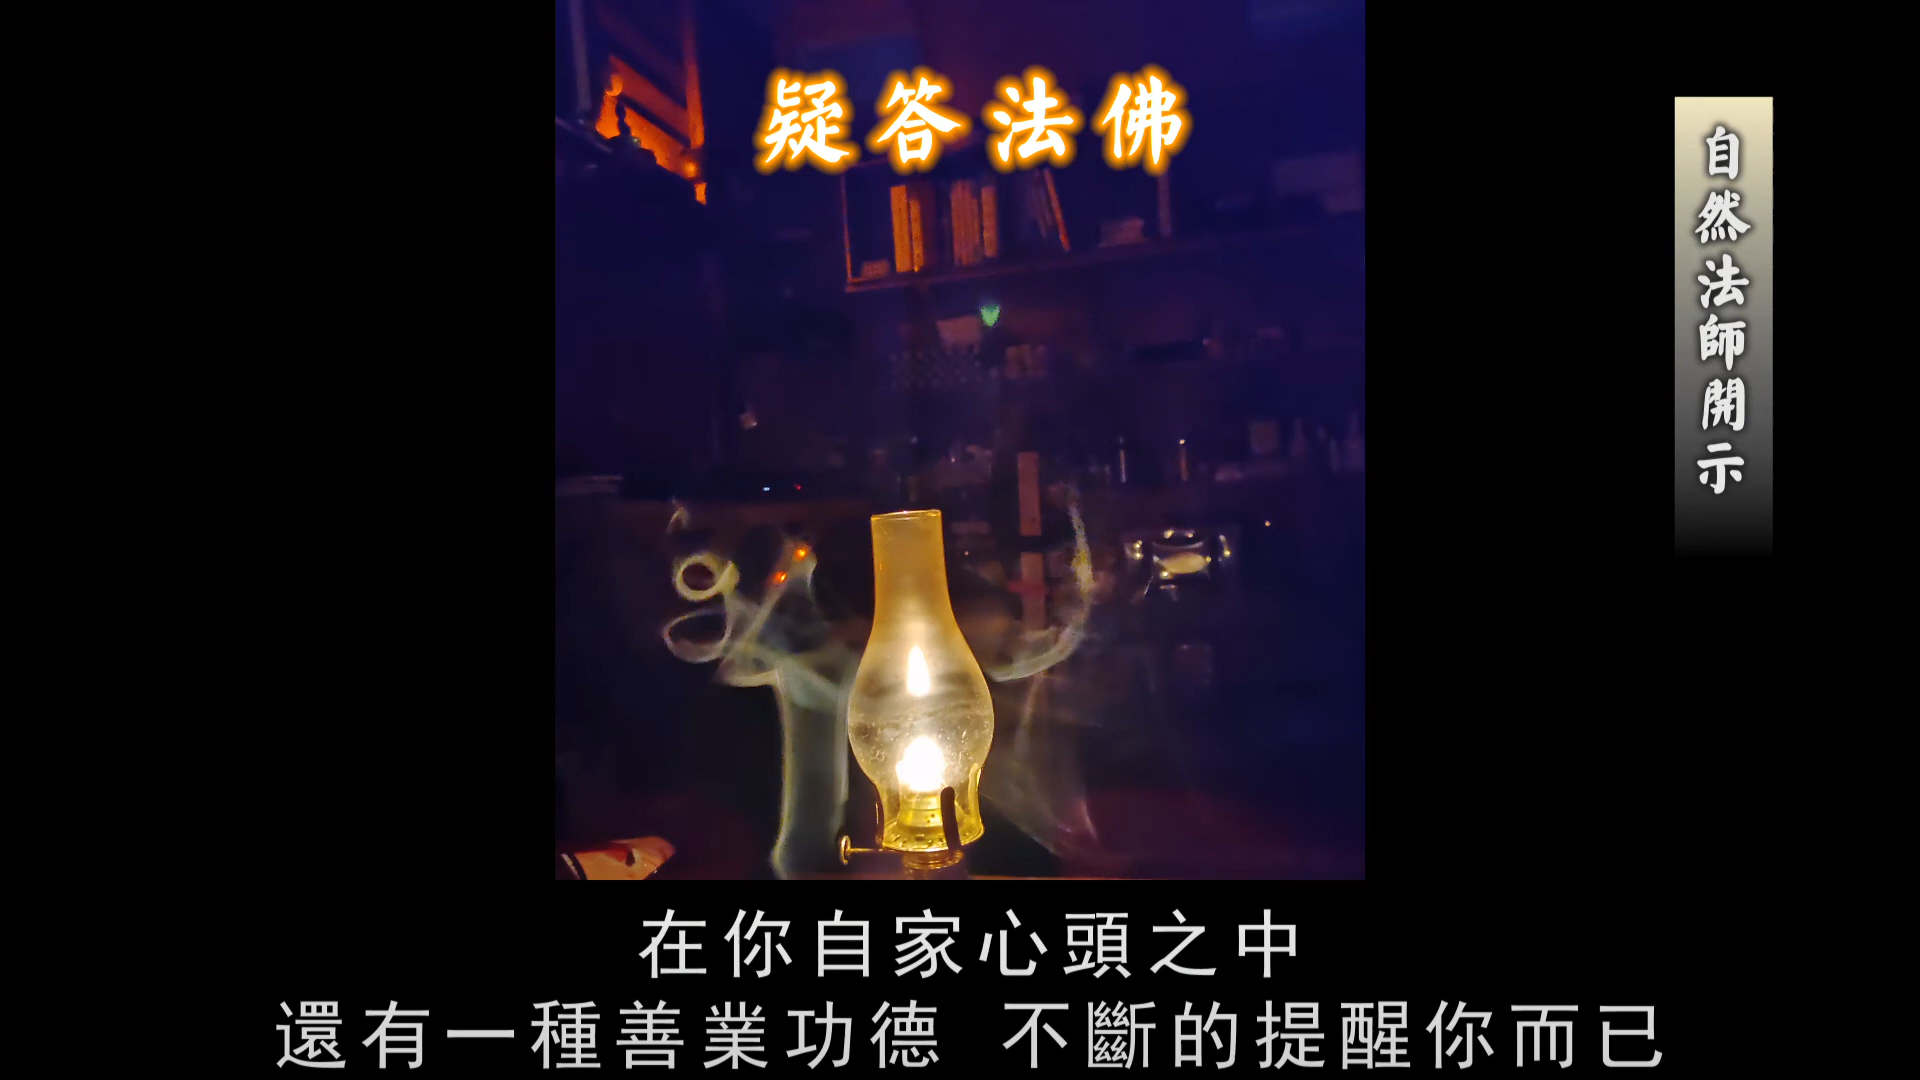 佛法答疑
自然法師開示
在你自家心頭之中
還有一種善業功德 不斷的提醒你而已